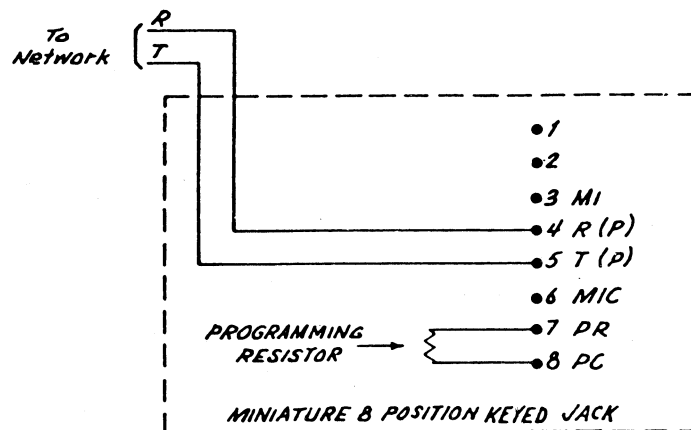 R
To
Network
T
1
2
3 MI
4 R (P)
5 T (P)
6 MIC
7 PR
PROGRAMMING
RESISTOR
8 PC
MINIATURE 8 POSITION KEYED JACK